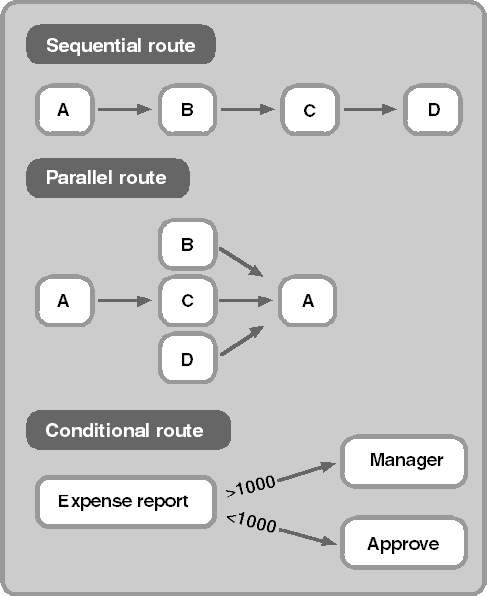 Sequential route
A B C D
Parallel route
B
A C A
D
Conditional route
Manager
>1000
Expense report
<1000
Approve